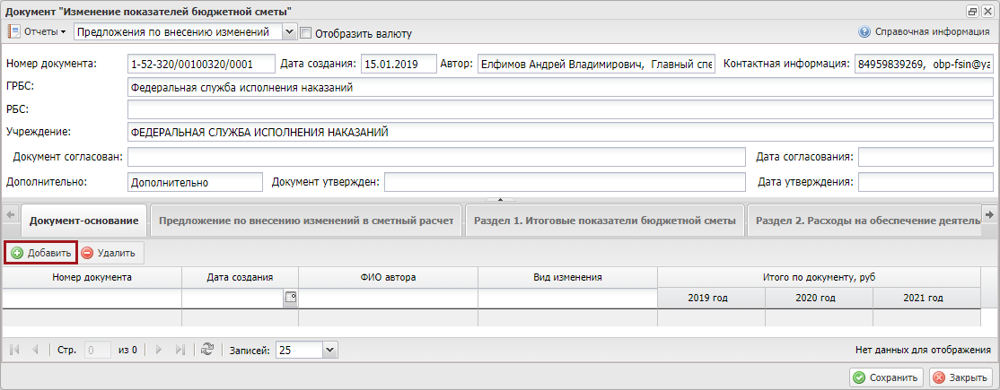 Документ "Изменение показателей бюджетной сметы"
Отчеты Предложения по внесению изменений Отобразить валюту Справочная информация
Номер документа: 1-52-320/00100320/0001 Дата создания: 15.01.2019 Автор: Елфимов Андрей Владимирович, Главный спе Контактная информация: 84959839269, obp-fsin@ya
ГРБС: Федеральная служба исполнения наказаний
РБС:
Учреждение: ФЕДЕРАЛЬНАЯ СЛУЖБА ИСПОЛНЕНИЯ НАКАЗАНИЙ
Документ согласован: Дата согласования:
Дополнительно: Дополнительно Документ утвержден: Дата утверждения:
Документ-основание Предложение по внесению изменений в сметный расчет Раздел 1. Итоговые показатели бюджетной сметы Раздел 2. Расходы на обеспечение деятель
Добавить Удалить
Номер документа Дата создания ФИО автора Вид изменения Итого по документу, руб
2019 год 2020 год 2021 год
Стр. 0 из 0 Записей: 25 Нет данных для отображения
Сохранить Закрыть